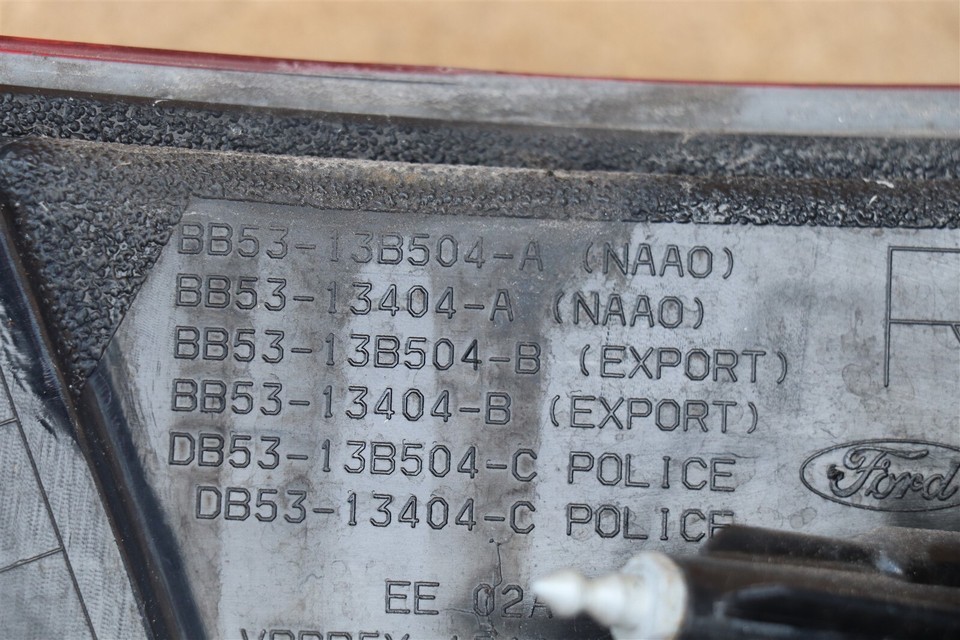 BB53-13B504-A (NAAO)
BB53-13404-A (NAAO)
BB53-13B504-B (EXPORT)
BB53-13404-B (EXPORT)
DB53-13B504-C POLICE
DB53-13404-C POLICE
R
Ford
EE 02A